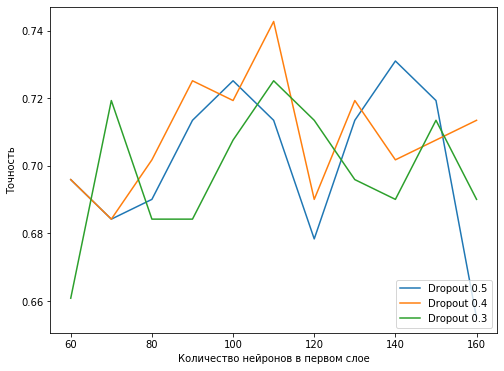 0.74
0.72
0.70
0.68
0.66
Точность
60
80
100
120
140
160
Количество нейронов в первом слое
Dropout 0.5
Dropout 0.4
Dropout 0.3